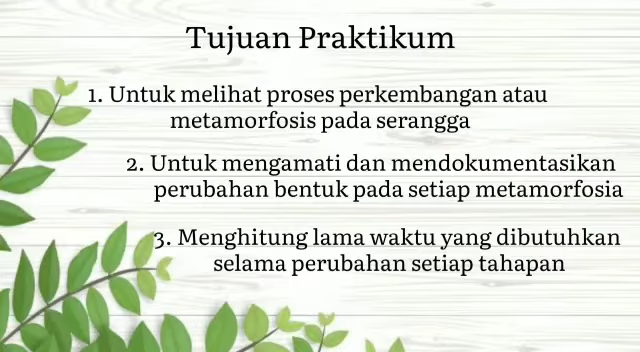 Tujuan Praktikum
1. Untuk melihat proses perkembangan atau
metamorfosis pada serangga
2. Untuk mengamati dan mendokumentasikan
perubahan bentuk pada setiap metamorfosia
3. Menghitung lama waktu yang dibutuhkan
selama perubahan setiap tahapan